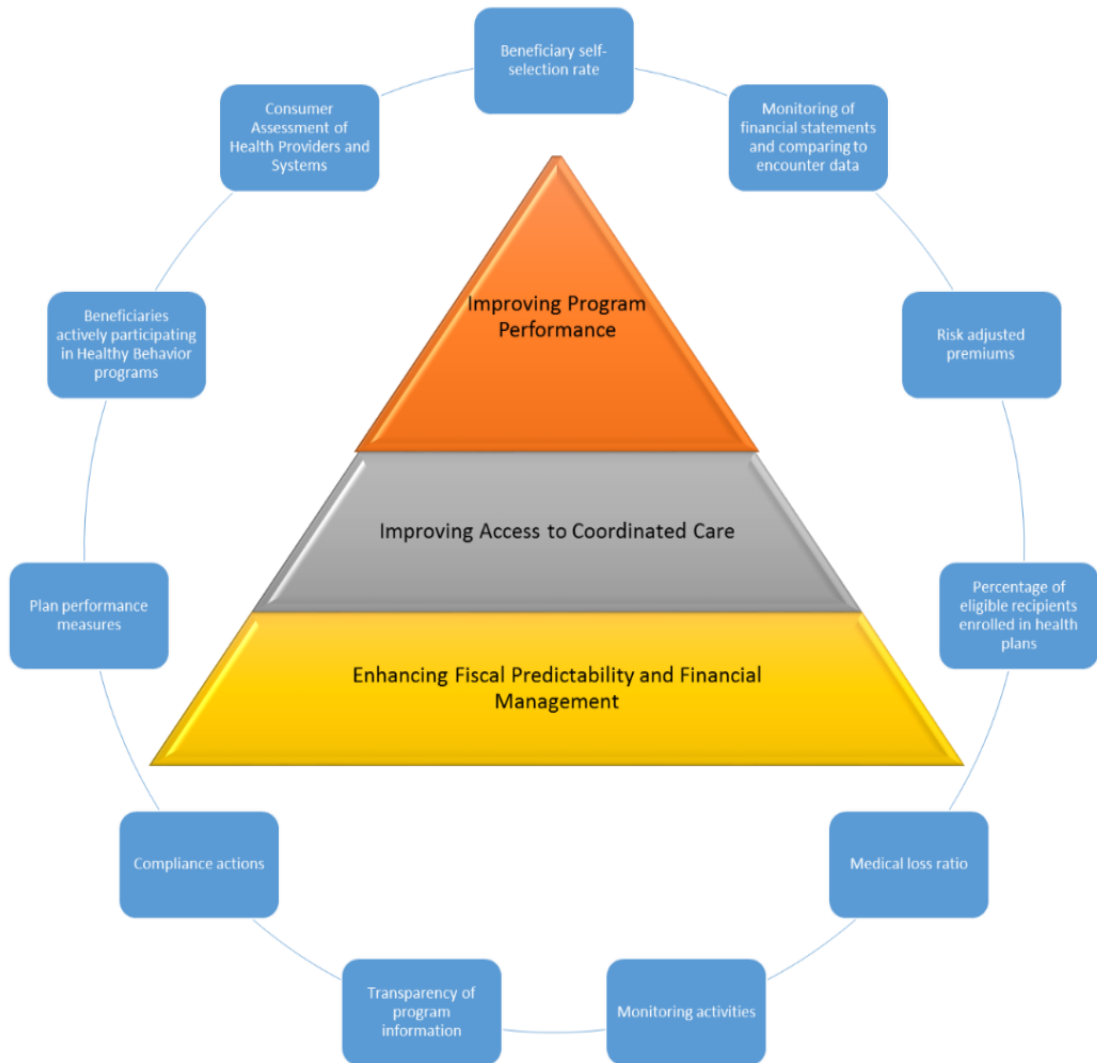 Beneficiary self-
selection rate
Monitoring of
financial statements
and comparing to
encounter data
Risk adjusted
premiums
Percentage of
eligible recipients
enrolled in health
plans
Medical loss ratio
Monitoring activities
Transparency of
program
information
Compliance actions
Plan performance
measures
Beneficiaries
actively participating
in Healthy Behavior
programs
Consumer
Assessment of
Health Providers and
Systems
Improving Program
Performance
Improving Access to Coordinated Care
Enhancing Fiscal Predictability and Financial
Management